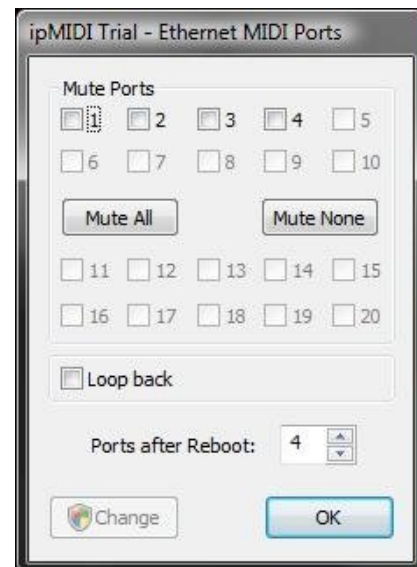 ipMIDI Trial - Ethernet MIDI Ports
Mute Ports
1 2 3 4 5
6 7 8 9 10
Mute All Mute None
11 12 13 14 15
16 17 18 19 20
Loop back
Ports after Reboot: 4
Change OK